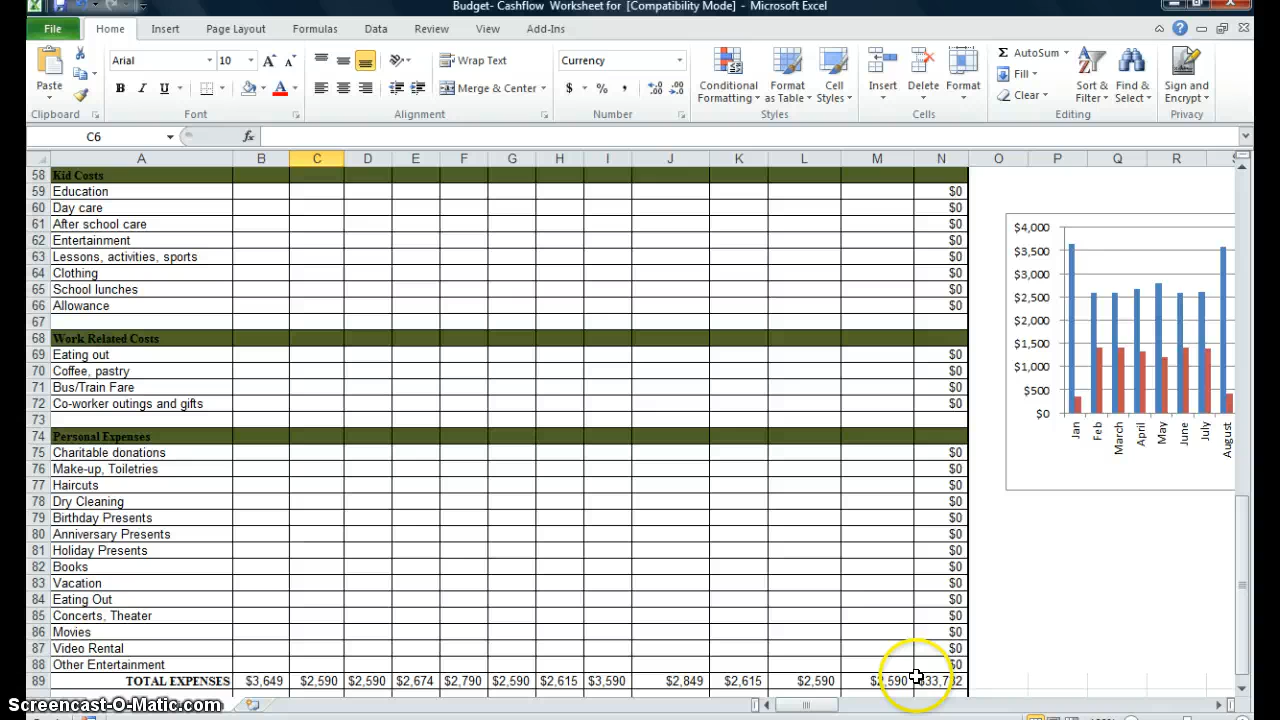 Budget- Cashflow Worksheet for [Compatibility Mode] - Microsoft Excel
File Home Insert Page Layout Formulas Data Review View Add-Ins
Arial 10 Wrap Text Currency AutoSum
Paste Merge & Center Conditional Formatting Format as Table Cell Styles Insert Delete Format Fill Clear Sort & Filter Find & Select Sign and Encrypt
Clipboard Font Alignment Number Styles Cells Editing Privacy
C6 fx
A B C D E F G H I J K L M N O P Q R
58 Kid Costs
59 Education $0
60 Day care $0
61 After school care $0
62 Entertainment $0
63 Lessons, activities, sports $0
64 Clothing $0
65 School lunches $0
66 Allowance $0
67
68 Work Related Costs
69 Eating out $0
70 Coffee, pastry $0
71 Bus/Train Fare $0
72 Co-worker outings and gifts $0
73
74 Personal Expenses
75 Charitable donations $0
76 Make-up, Toiletries $0
77 Haircuts $0
78 Dry Cleaning $0
79 Birthday Presents $0
80 Anniversary Presents $0
81 Holiday Presents $0
82 Books $0
83 Vacation $0
84 Eating Out $0
85 Concerts, Theater $0
86 Movies $0
87 Video Rental $0
88 Other Entertainment $0
89 TOTAL EXPENSES $3,649 $2,590 $2,590 $2,674 $2,790 $2,590 $2,615 $3,590 $2,849 $2,615 $2,590 $2,590
$4,000
$3,500
$3,000
$2,500
$2,000
$1,500
$1,000
$500
$0
Jan Feb March April May June July August
Screencast-O-Matic.com